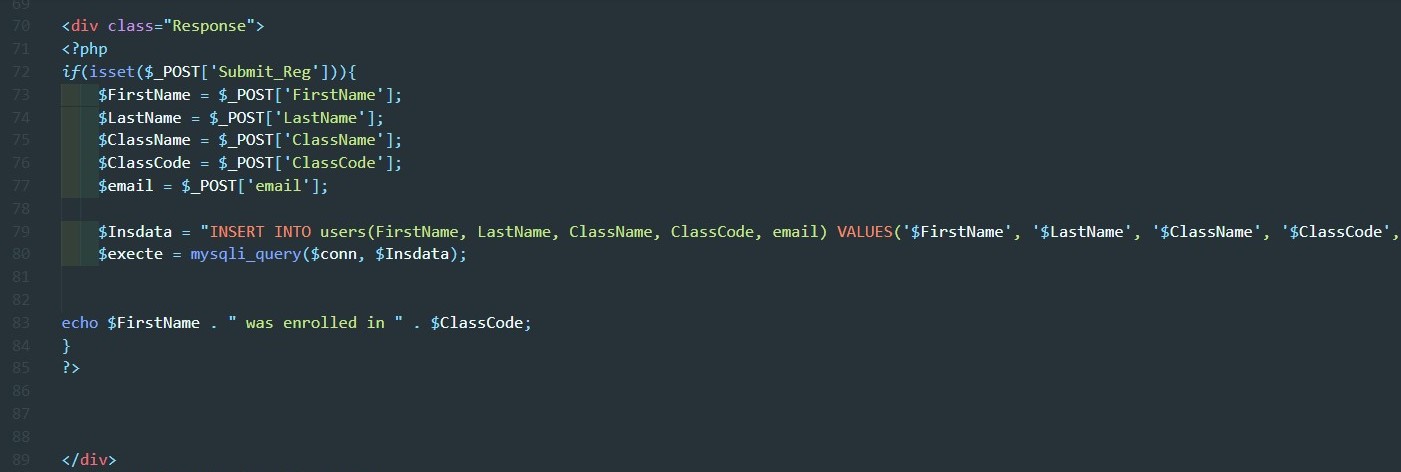 69
70 <div class="Response">
71 <?php
72 if(isset($_POST['Submit_Reg'])){
73 $FirstName = $_POST['FirstName'];
74 $LastName = $_POST['LastName'];
75 $ClassName = $_POST['ClassName'];
76 $ClassCode = $_POST['ClassCode'];
77 $email = $_POST['email'];
78
79 $Insdata = "INSERT INTO users(FirstName, LastName, ClassName, ClassCode, email) VALUES('$FirstName', '$LastName', '$ClassName', '$ClassCode',
80 $execte = mysqli_query($conn, $Insdata);
81
82
83 echo $FirstName . " was enrolled in " . $ClassCode;
84 }
85 ?>
86
87
88
89 </div>